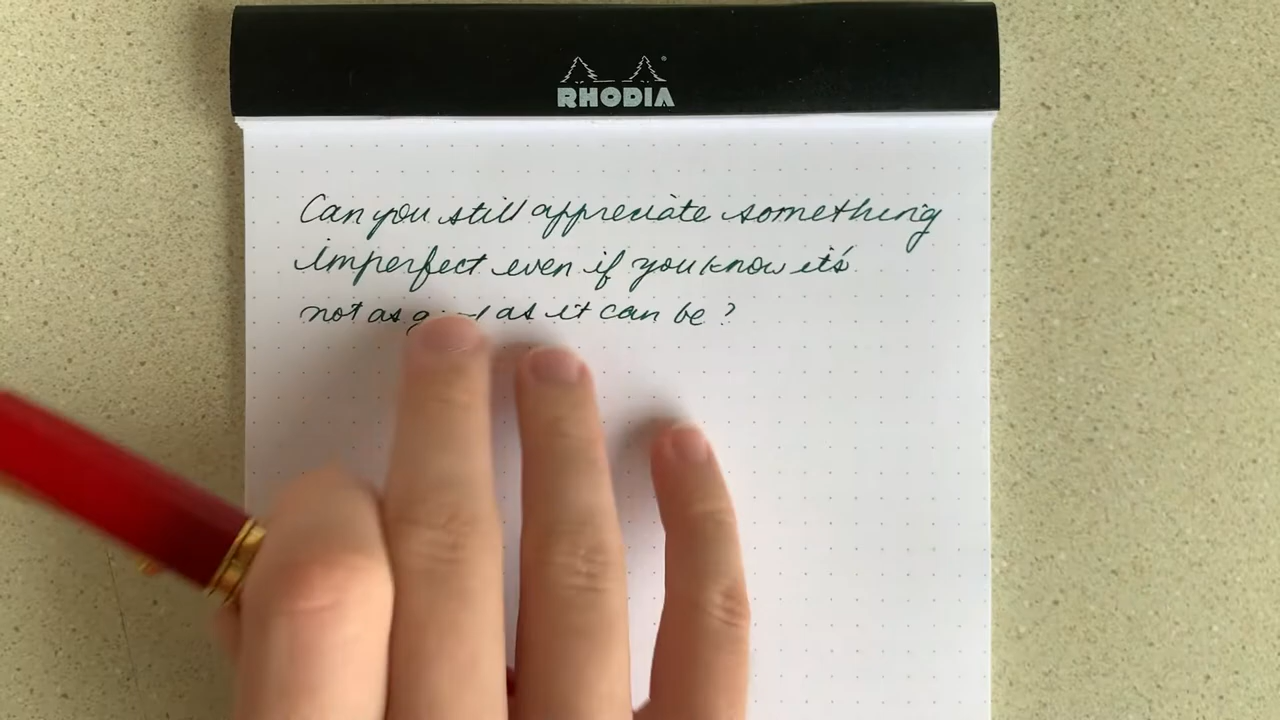 RHODIA
Can you still appreciate something
imperfect even if you know it's
not as as it can be?